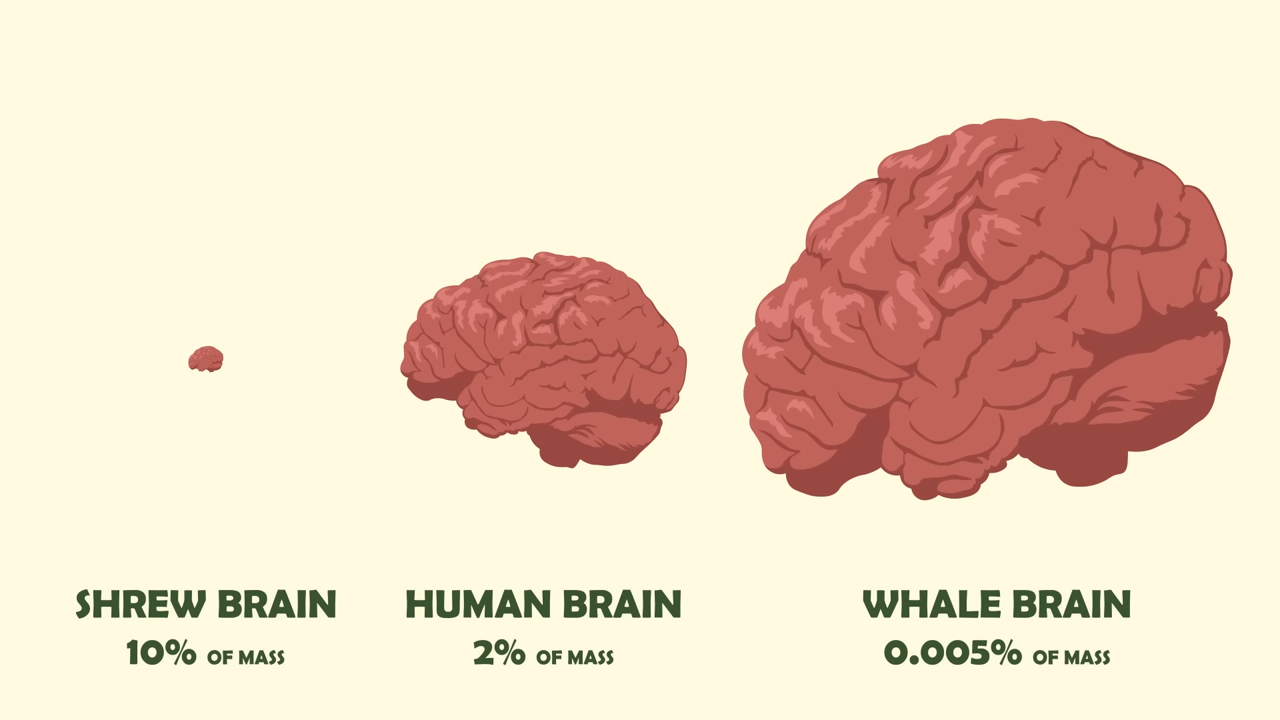 SHREW BRAIN
10% OF MASS
HUMAN BRAIN
2% OF MASS
WHALE BRAIN
0.005% OF MASS